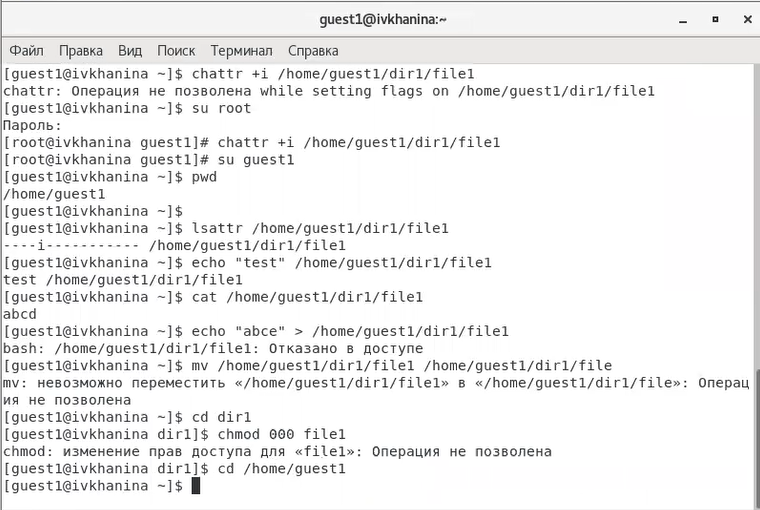 guest1@ivkhanina:~
Файл Правка Вид Поиск Терминал Справка
[guest1@ivkhanina ~]$ chattr +i /home/guest1/dir1/file1
chattr: Операция не позволена while setting flags on /home/guest1/dir1/file1
[guest1@ivkhanina ~]$ su root
Пароль:
[root@ivkhanina guest1]# chattr +i /home/guest1/dir1/file1
[root@ivkhanina guest1]# su guest1
[guest1@ivkhanina ~]$ pwd
/home/guest1
[guest1@ivkhanina ~]$
[guest1@ivkhanina ~]$ lsattr /home/guest1/dir1/file1
----i----------- /home/guest1/dir1/file1
[guest1@ivkhanina ~]$ echo "test" /home/guest1/dir1/file1
test /home/guest1/dir1/file1
[guest1@ivkhanina ~]$ cat /home/guest1/dir1/file1
abcd
[guest1@ivkhanina ~]$ echo "abce" > /home/guest1/dir1/file1
bash: /home/guest1/dir1/file1: Отказано в доступе
[guest1@ivkhanina ~]$ mv /home/guest1/dir1/file1 /home/guest1/dir1/file
mv: невозможно переместить «/home/guest1/dir1/file1» в «/home/guest1/dir1/file»: Операц
ия не позволена
[guest1@ivkhanina ~]$ cd dir1
[guest1@ivkhanina dir1]$ chmod 000 file1
chmod: изменение прав доступа для «file1»: Операция не позволена
[guest1@ivkhanina dir1]$ cd /home/guest1
[guest1@ivkhanina ~]$